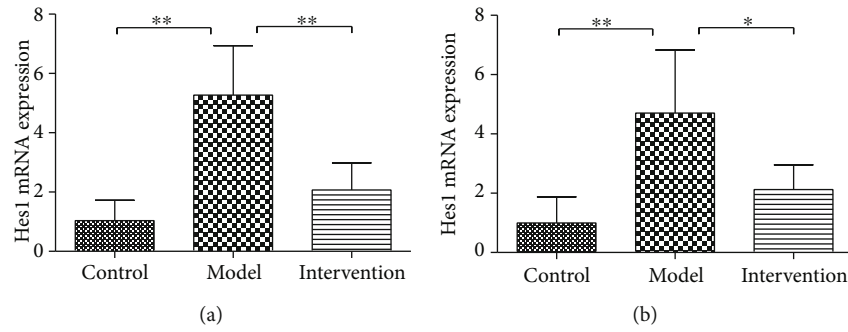 8
6
4
2
0
Hes1 mRNA expression
**
**
Control
Model
Intervention
(a)
8
6
4
2
0
Hes1 mRNA expression
**
*
Control
Model
Intervention
(b)